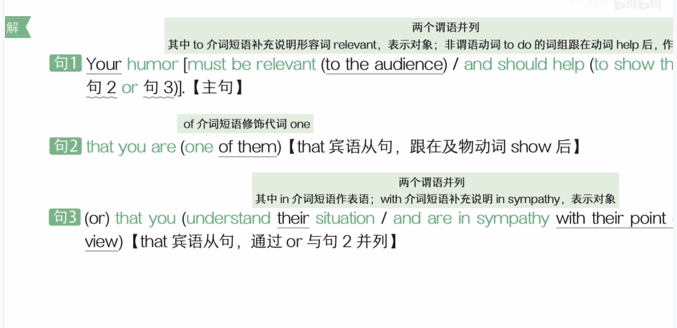 解
两个谓语并列
其中 to 介词短语补充说明形容词 relevant，表示对象；非谓语动词 to do 的词组跟在动词 help 后，作
句1 Your humor [must be relevant (to the audience) / and should help (to show th
句 2 or 句 3)].【主句】
of 介词短语修饰代词 one
句2 that you are (one of them)【that 宾语从句，跟在及物动词 show 后】
两个谓语并列
其中 in 介词短语作表语；with 介词短语补充说明 in sympathy，表示对象
句3 (or) that you (understand their situation / and are in sympathy with their point
view)【that 宾语从句，通过 or 与句 2 并列】